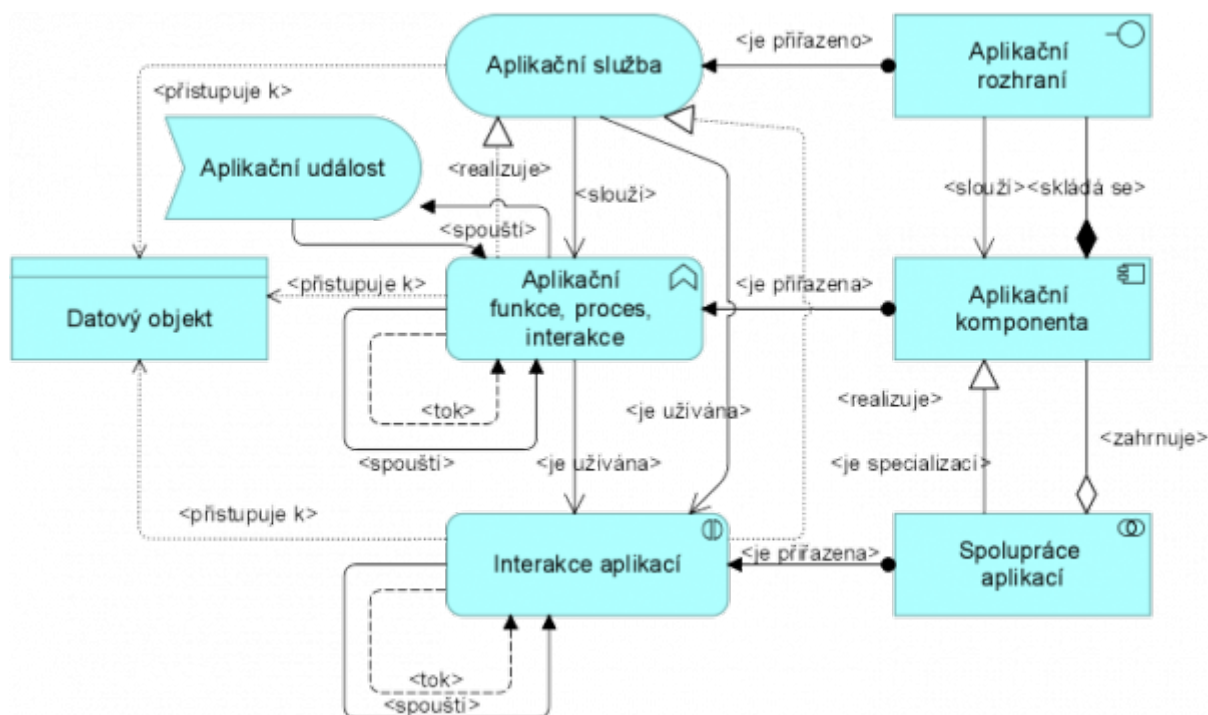 <je přiřazeno>
Aplikační služba
Aplikační
rozhraní
<přistupuje k>
Aplikační událost
<realizuje>
<slouží>
<slouží>
<skládá se>
<spouští>
Datový objekt
<přistupuje k>
Aplikační
funkce, proces,
interakce
<je přiřazena>
Aplikační
komponenta
<tok>
<spouští>
<je užívána>
<je užívána>
<realizuje>
<je specializací
<zahrnuje>
<přistupuje k>
Interakce aplikací
<je přiřazena>
Spolupráce
aplikací
<tok>
<spouští>